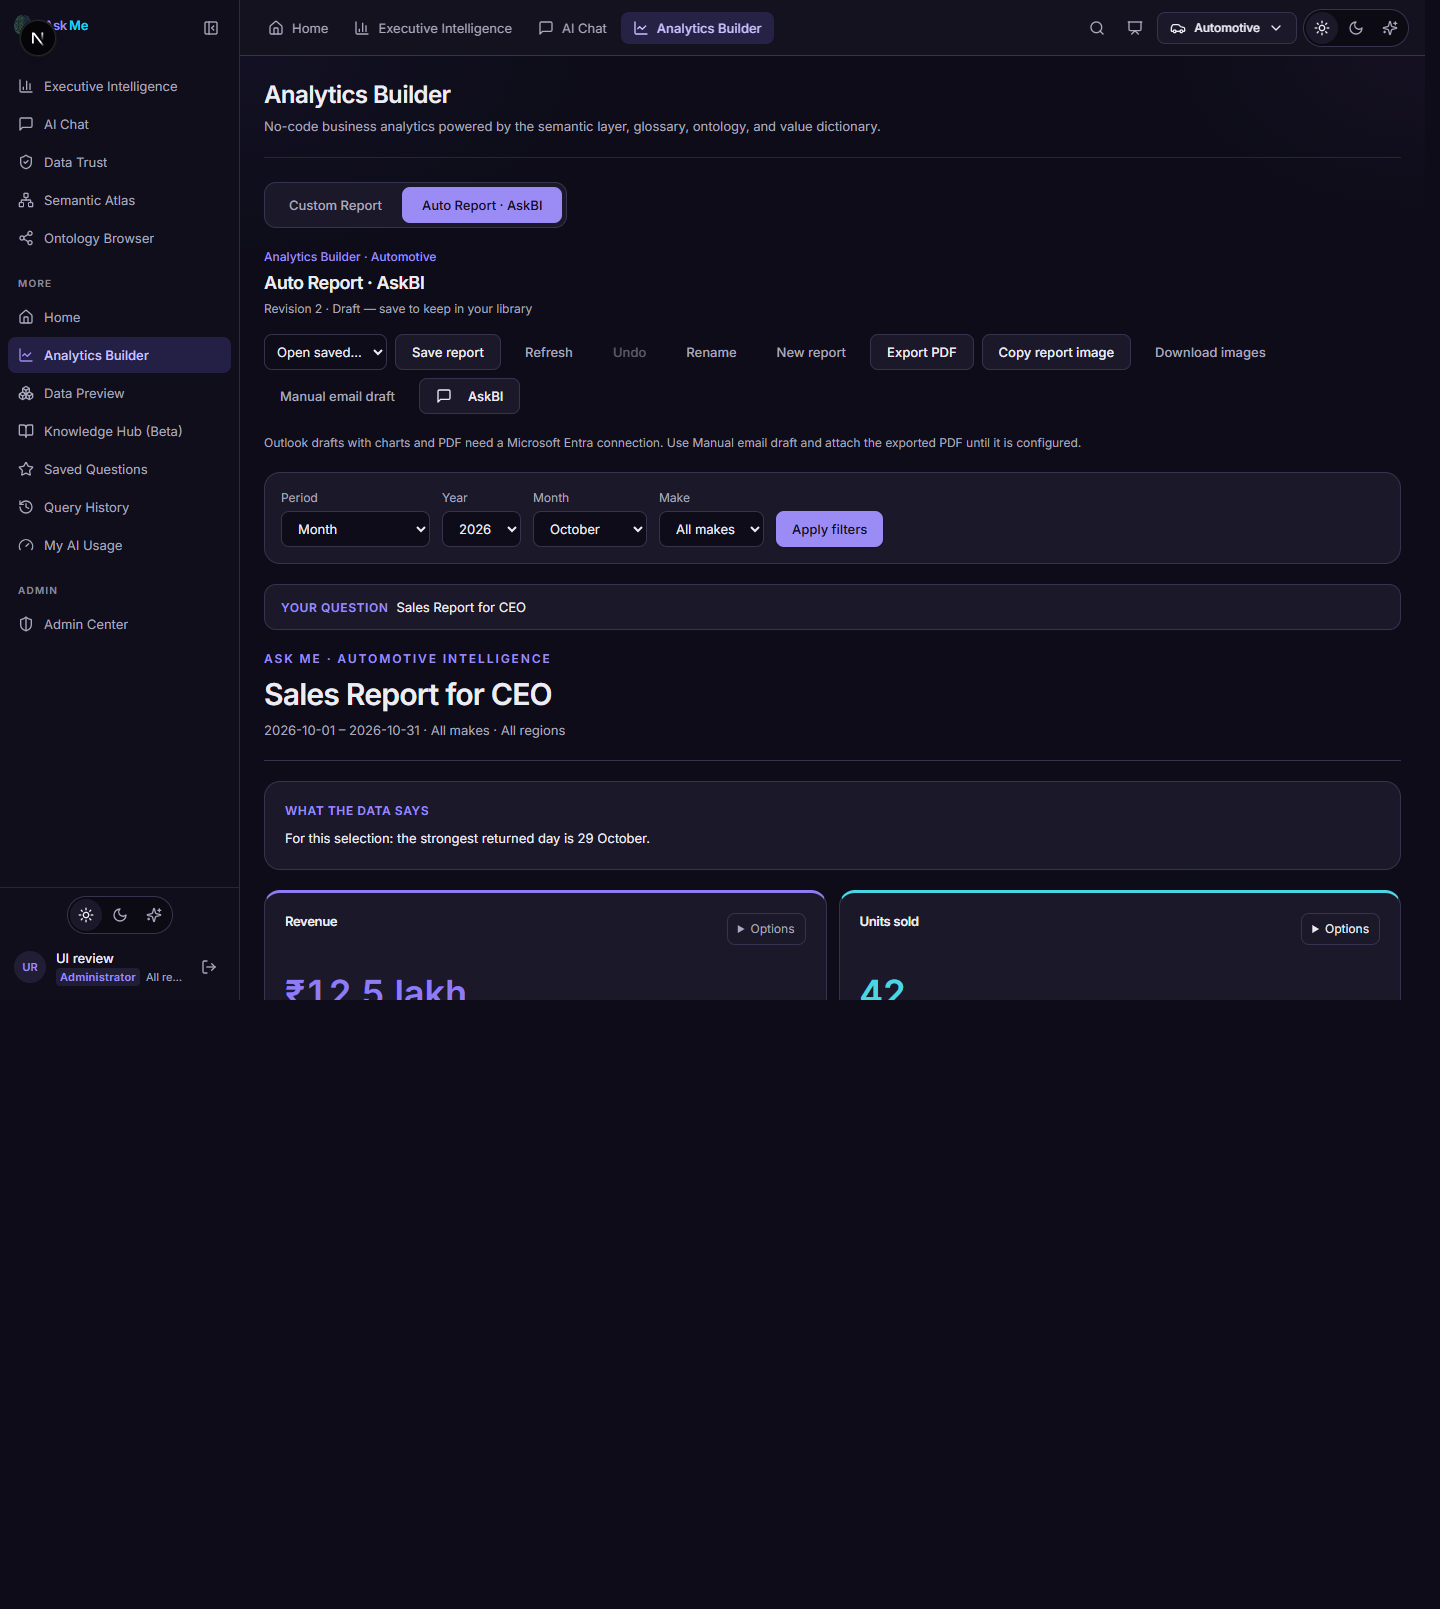 Ask Me
N
Executive Intelligence
AI Chat
Data Trust
Semantic Atlas
Ontology Browser
MORE
Home
Analytics Builder
Data Preview
Knowledge Hub (Beta)
Saved Questions
Query History
My AI Usage
ADMIN
Admin Center
UR
UI review
Administrator All re...
Home Executive Intelligence AI Chat Analytics Builder Automotive
Analytics Builder
No-code business analytics powered by the semantic layer, glossary, ontology, and value dictionary.
Custom Report Auto Report · AskBI
Analytics Builder · Automotive
Auto Report · AskBI
Revision 2 · Draft — save to keep in your library
Open saved... Save report Refresh Undo Rename New report Export PDF Copy report image Download images
Manual email draft AskBI
Outlook drafts with charts and PDF need a Microsoft Entra connection. Use Manual email draft and attach the exported PDF until it is configured.
Period Year Month Make
Month 2026 October All makes Apply filters
YOUR QUESTION Sales Report for CEO
ASK ME · AUTOMOTIVE INTELLIGENCE
Sales Report for CEO
2026-10-01 – 2026-10-31 · All makes · All regions
WHAT THE DATA SAYS
For this selection: the strongest returned day is 29 October.
Revenue Options
₹12.5 lakh
Units sold Options
42